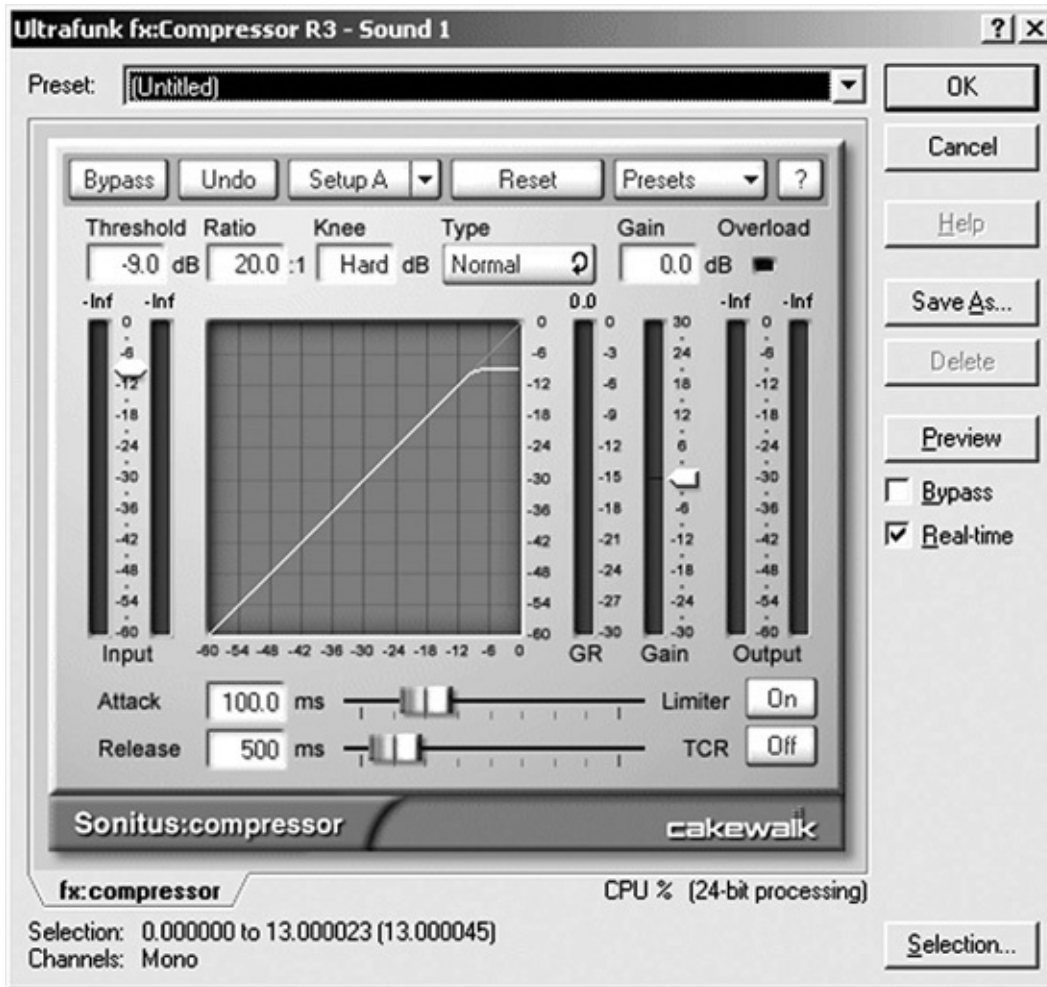 Ultrafunk fx:Compressor R3 - Sound 1
? X
Preset: (Untitled)
OK
Cancel
Help
Save As...
Delete
Preview
Bypass
Real-time
Bypass Undo Setup A Reset Presets ?
Threshold Ratio Knee Type Gain Overload
-9.0 dB 20.0 :1 Hard dB Normal 0.0 dB
-Inf -Inf 0.0 -Inf -Inf
0 0 0 30 0
-6 -6 -3 24 -6
-12 -12 -6 18 -12
-18 -18 -9 12 -18
-24 -24 -12 6 -24
-30 -30 -15 -30
-36 -36 -18 -6 -36
-42 -42 -21 -12 -42
-48 -48 -24 -18 -48
-54 -54 -27 -24 -54
-60 -60 -30 -30 -60
Input -60 -54 -48 -42 -36 -30 -24 -18 -12 -6 0 GR Gain Output
Attack 100.0 ms Limiter On
Release 500 ms TCR Off
Sonitus:compressor cakewalk
fx:compressor CPU % (24-bit processing)
Selection: 0.000000 to 13.000023 (13.000045)
Channels: Mono
Selection...